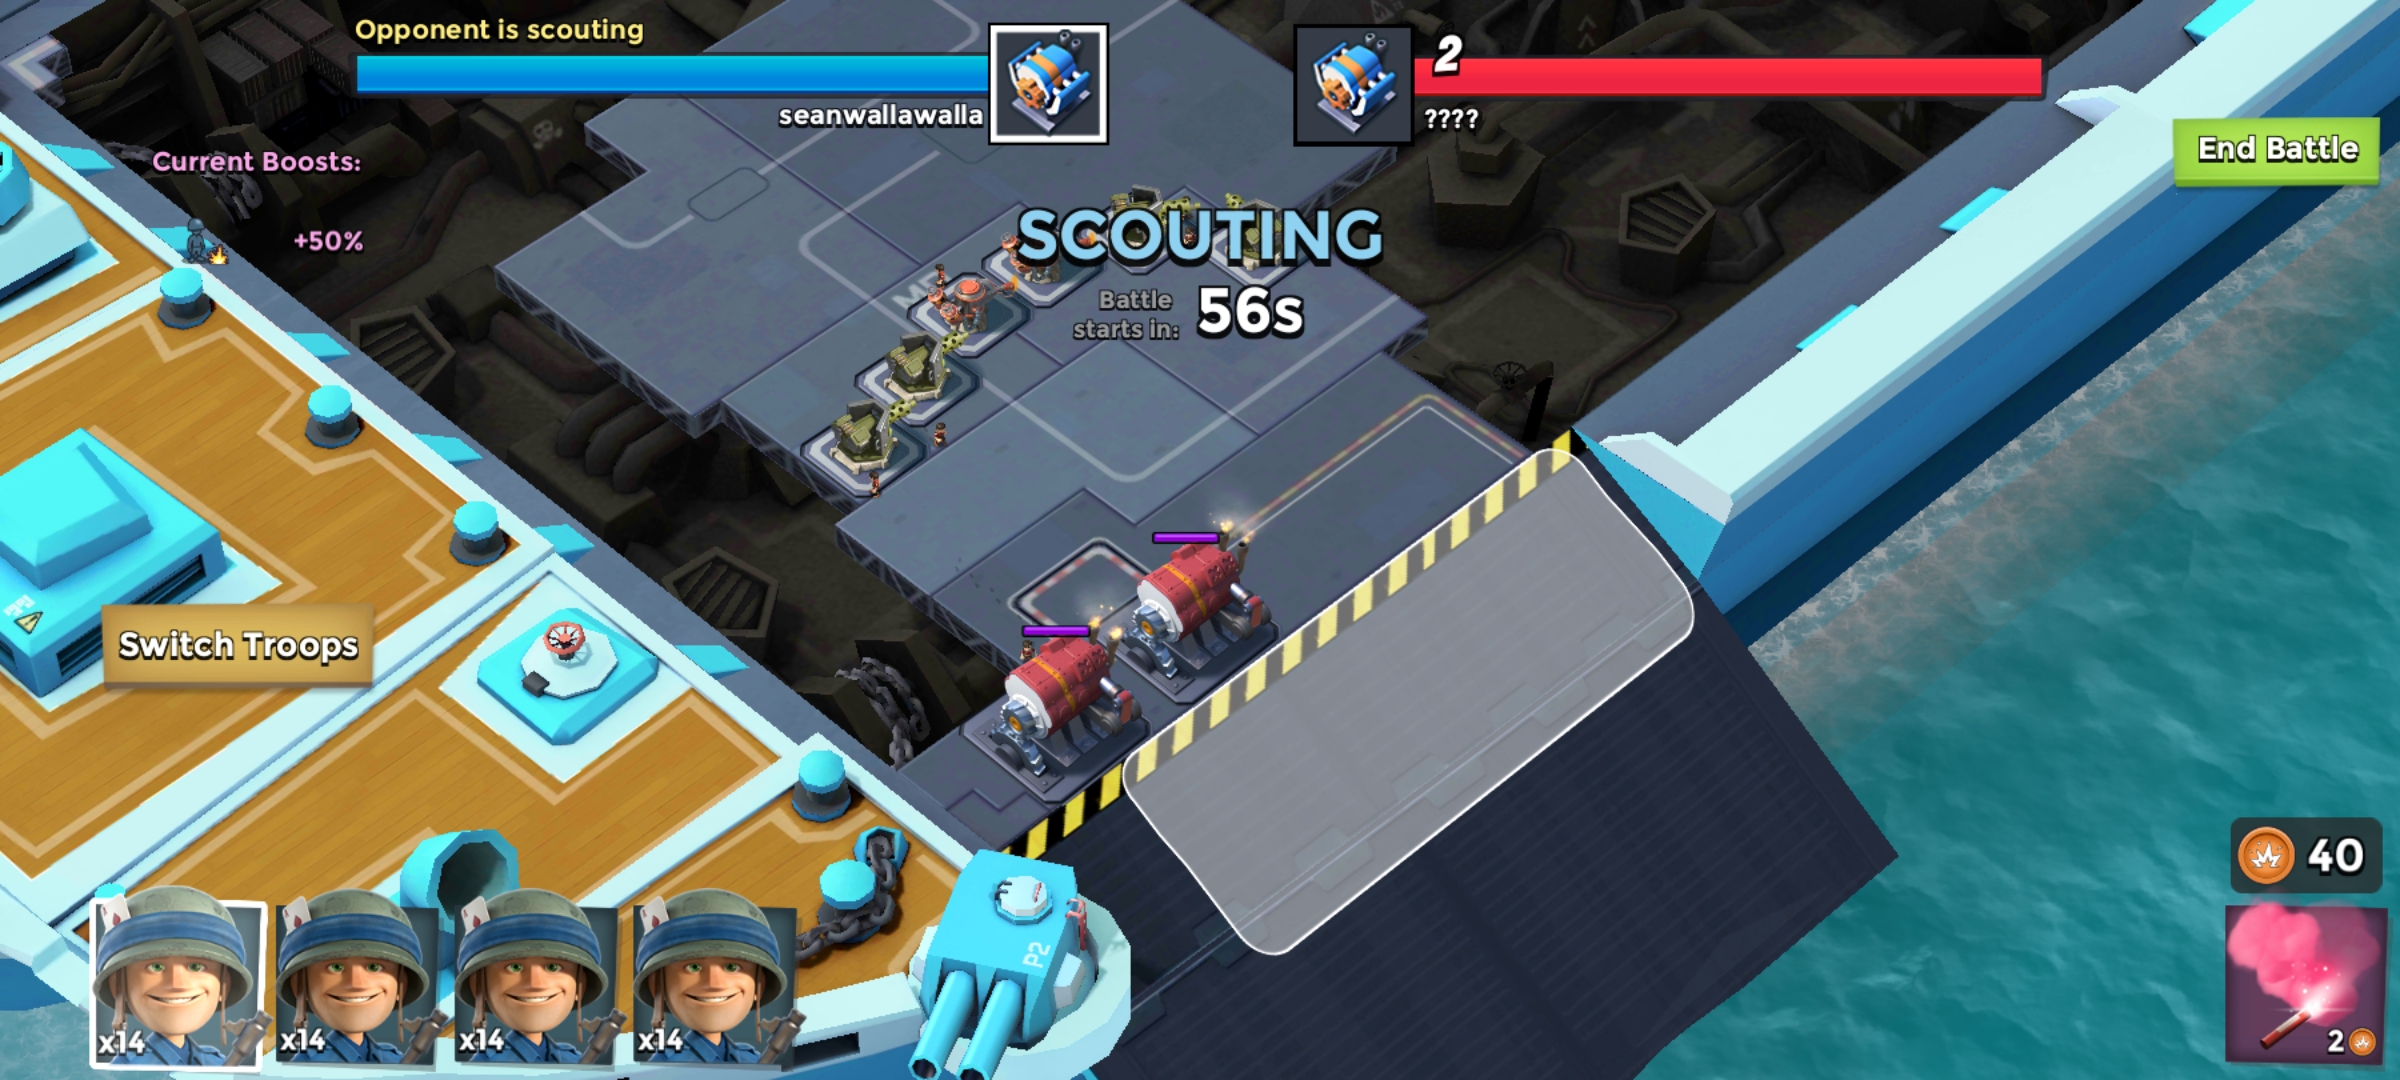 Opponent is scouting
2
seanwallawalla
????
End Battle
Current Boosts:
+50%
SCOUTING
Battle
starts in:
56s
Switch Troops
P2
40
x14
x14
x14
x14
2